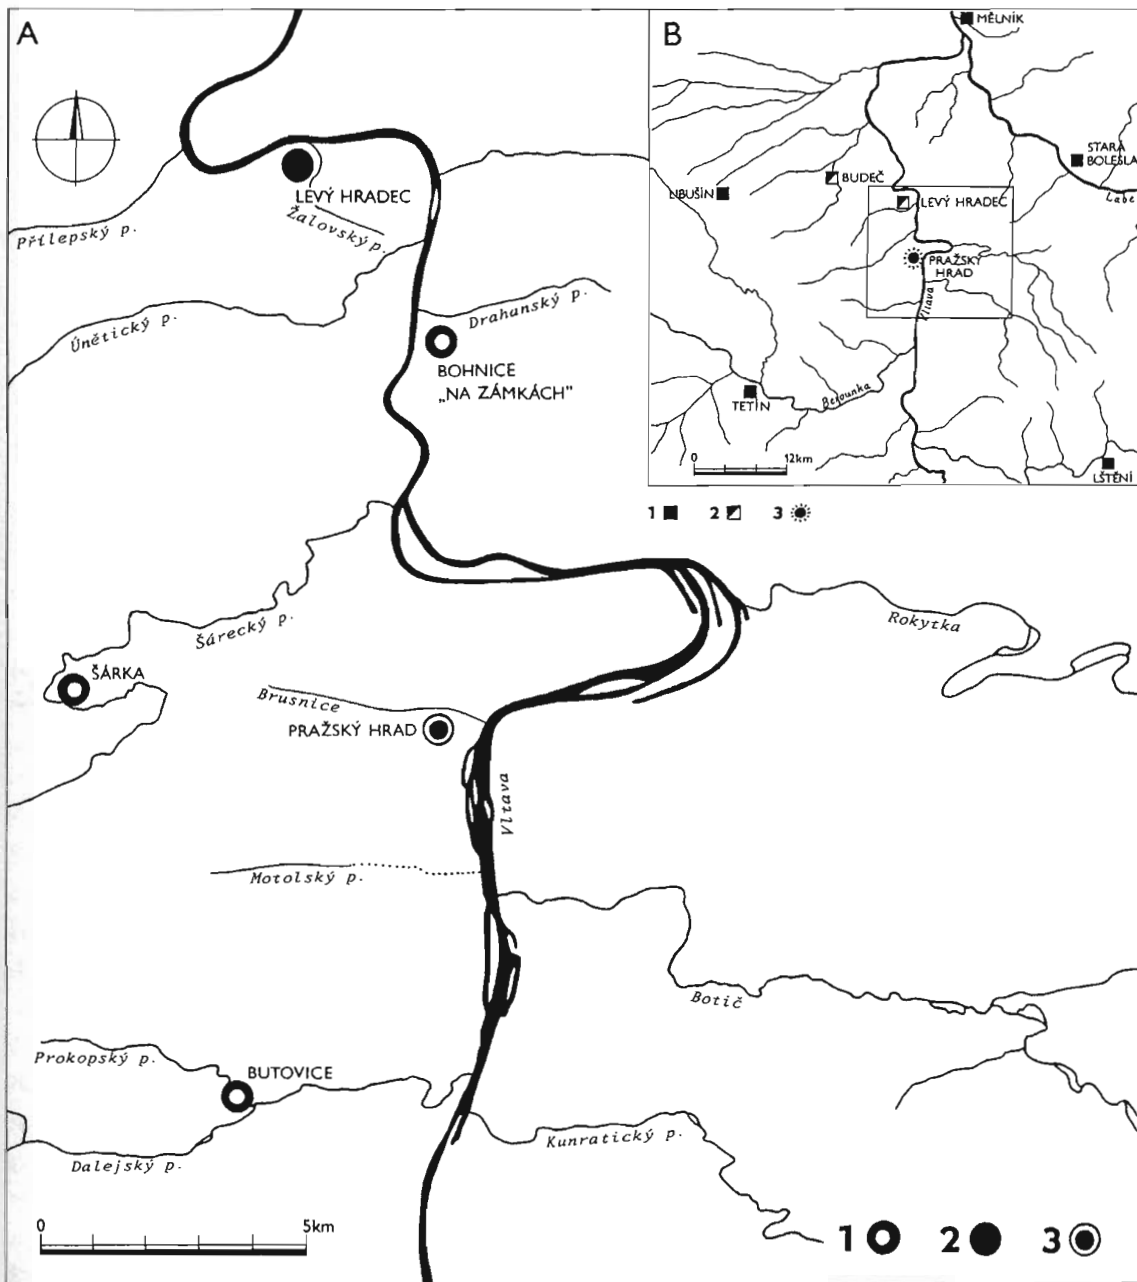 A
LEVÝ HRADEC
Žalovský p.
Přílepský p.
Únětický p.
Drahanský p.
BOHNICE
„NA ZÁMKÁCH"
Šárecký p.
ŠÁRKA
Brusnice
PRAŽSKÝ HRAD
Rokytka
Vltava
Motolský p.
Botič
Prokopský p.
BUTOVICE
Dalejský p.
Kunratický p.
0 5km
1 2 3
B
MĚLNÍK
STARÁ
BOLESLA
Labe
BUDEČ
LIBUŠÍN
LEVÝ HRADEC
PRAŽSKÝ
HRAD
Vltava
TETÍN
Berounka
LŠTĚNÍ
0 12km
1 2 3